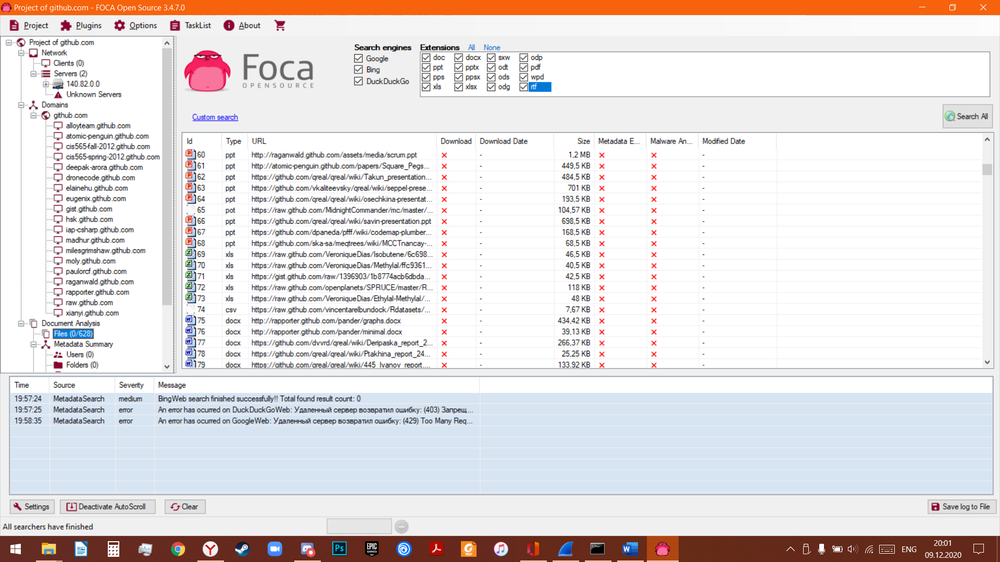 Project of github.com - FOCA Open Source 3.4.7.0
Project Plugins Options TaskList About
Project of github.com
Network
Clients (0)
Servers (2)
140.82.0.0
Unknown Servers
Domains
github.com
alloyteam.github.com
atomic-penguin.github.com
cis565-fall-2012.github.com
cis565-spring-2012.github.com
deepak-arora.github.com
dronecode.github.com
elainehu.github.com
eugenix.github.com
gist.github.com
hsk.github.com
iap-csharp.github.com
madhur.github.com
milesgrimshaw.github.com
moly.github.com
paulorcf.github.com
raganwald.github.com
rapporter.github.com
raw.github.com
xianyi.github.com
Document Analysis
Files (0/628)
Metadata Summary
Users (0)
Folders (0)
Foca
OPENSOURCE
Search engines
Google
Bing
DuckDuckGo
Extensions All None
doc docx sxw odp
ppt pptx odt pdf
pps ppsx ods wpd
xls xlsx odg rtf
Custom search
Search All
Id Type URL Download Download Date Size Metadata E... Malware An... Modified Date
60 ppt http://raganwald.github.com/assets/media/scrum.ppt - 1,2 MB -
61 ppt http://atomic-penguin.github.com/papers/Square_Pegs... - 449,5 KB -
62 ppt https://github.com/qreal/qreal/wiki/Takun_presentation... - 484,5 KB -
63 ppt https://github.com/vkaliteevsky/qreal/wiki/seppel-prese... - 701 KB -
64 ppt https://github.com/qreal/qreal/wiki/osechkina-presentat... - 193,5 KB -
65 pot https://raw.github.com/MidnightCommander/mc/master/... - 104,57 KB -
66 ppt https://github.com/qreal/qreal/wiki/savin-presentation.ppt - 698,5 KB -
67 ppt https://github.com/dpaneda/pfff/wiki/codemap-plumber... - 168,5 KB -
68 ppt https://github.com/ska-sa/meqtrees/wiki/MCCTnancay-... - 68,5 KB -
69 xls https://raw.github.com/VeroniqueDias/Isobutene/6c698... - 46,5 KB -
70 xls https://raw.github.com/VeroniqueDias/Methylal/ffc9361... - 40,5 KB -
71 xls https://gist.github.com/raw/1396903/1b8774acb6dbda... - 42,5 KB -
72 xls https://raw.github.com/openplanets/SPRUCE/master/R... - 118 KB -
73 xls https://raw.github.com/VeroniqueDias/Ethylal-Methylal/... - 48 KB -
74 csv https://raw.github.com/vincentarelbundock/Rdatasets/... - 7,67 KB -
75 docx http://rapporter.github.com/pander/graphs.docx - 434,42 KB -
76 docx http://rapporter.github.com/pander/minimal.docx - 39,13 KB -
77 docx https://github.com/dvvrd/qreal/wiki/Deripaska_report_2... - 266,37 KB -
78 docx https://github.com/qreal/qreal/wiki/Ptakhina_report_24... - 25,25 KB -
79 docx https://github.com/qreal/qreal/wiki/445_Ivanov_report.... - 133,92 KB -
Time Source Severity Message
19:57:24 MetadataSearch medium BingWeb search finished successfully!! Total found result count: 0
19:57:25 MetadataSearch error An error has ocurred on DuckDuckGoWeb: Удаленный сервер возвратил ошибку: (403) Запрещ...
19:58:35 MetadataSearch error An error has ocurred on GoogleWeb: Удаленный сервер возвратил ошибку: (429) Too Many Req...
Settings Deactivate AutoScroll Clear Save log to File
All searchers have finished
Ps EPIC GAMES PDF W ENG 20:01
09.12.2020